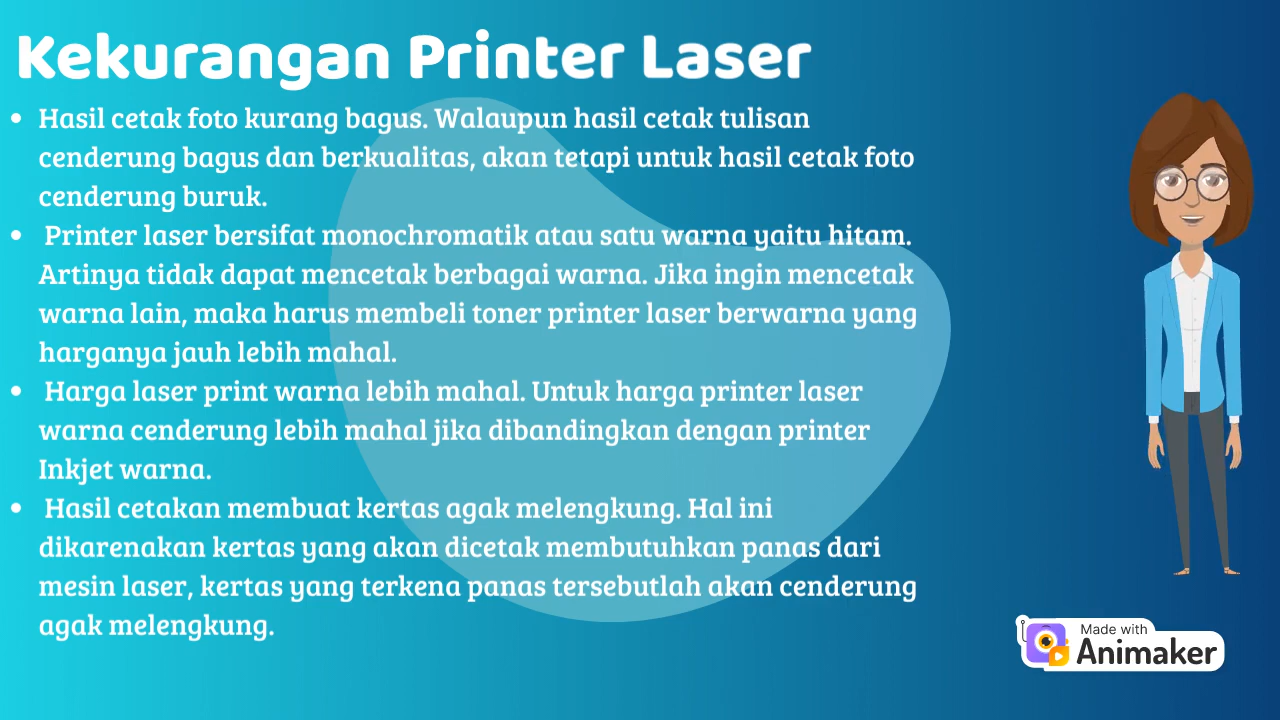 Kekurangan Printer Laser
• Hasil cetak foto kurang bagus. Walaupun hasil cetak tulisan
cenderung bagus dan berkualitas, akan tetapi untuk hasil cetak foto
cenderung buruk.
• Printer laser bersifat monochromatik atau satu warna yaitu hitam.
Artinya tidak dapat mencetak berbagai warna. Jika ingin mencetak
warna lain, maka harus membeli toner printer laser berwarna yang
harganya jauh lebih mahal.
• Harga laser print warna lebih mahal. Untuk harga printer laser
warna cenderung lebih mahal jika dibandingkan dengan printer
Inkjet warna.
• Hasil cetakan membuat kertas agak melengkung. Hal ini
dikarenakan kertas yang akan dicetak membutuhkan panas dari
mesin laser, kertas yang terkena panas tersebutlah akan cenderung
agak melengkung.
Made with
Animaker